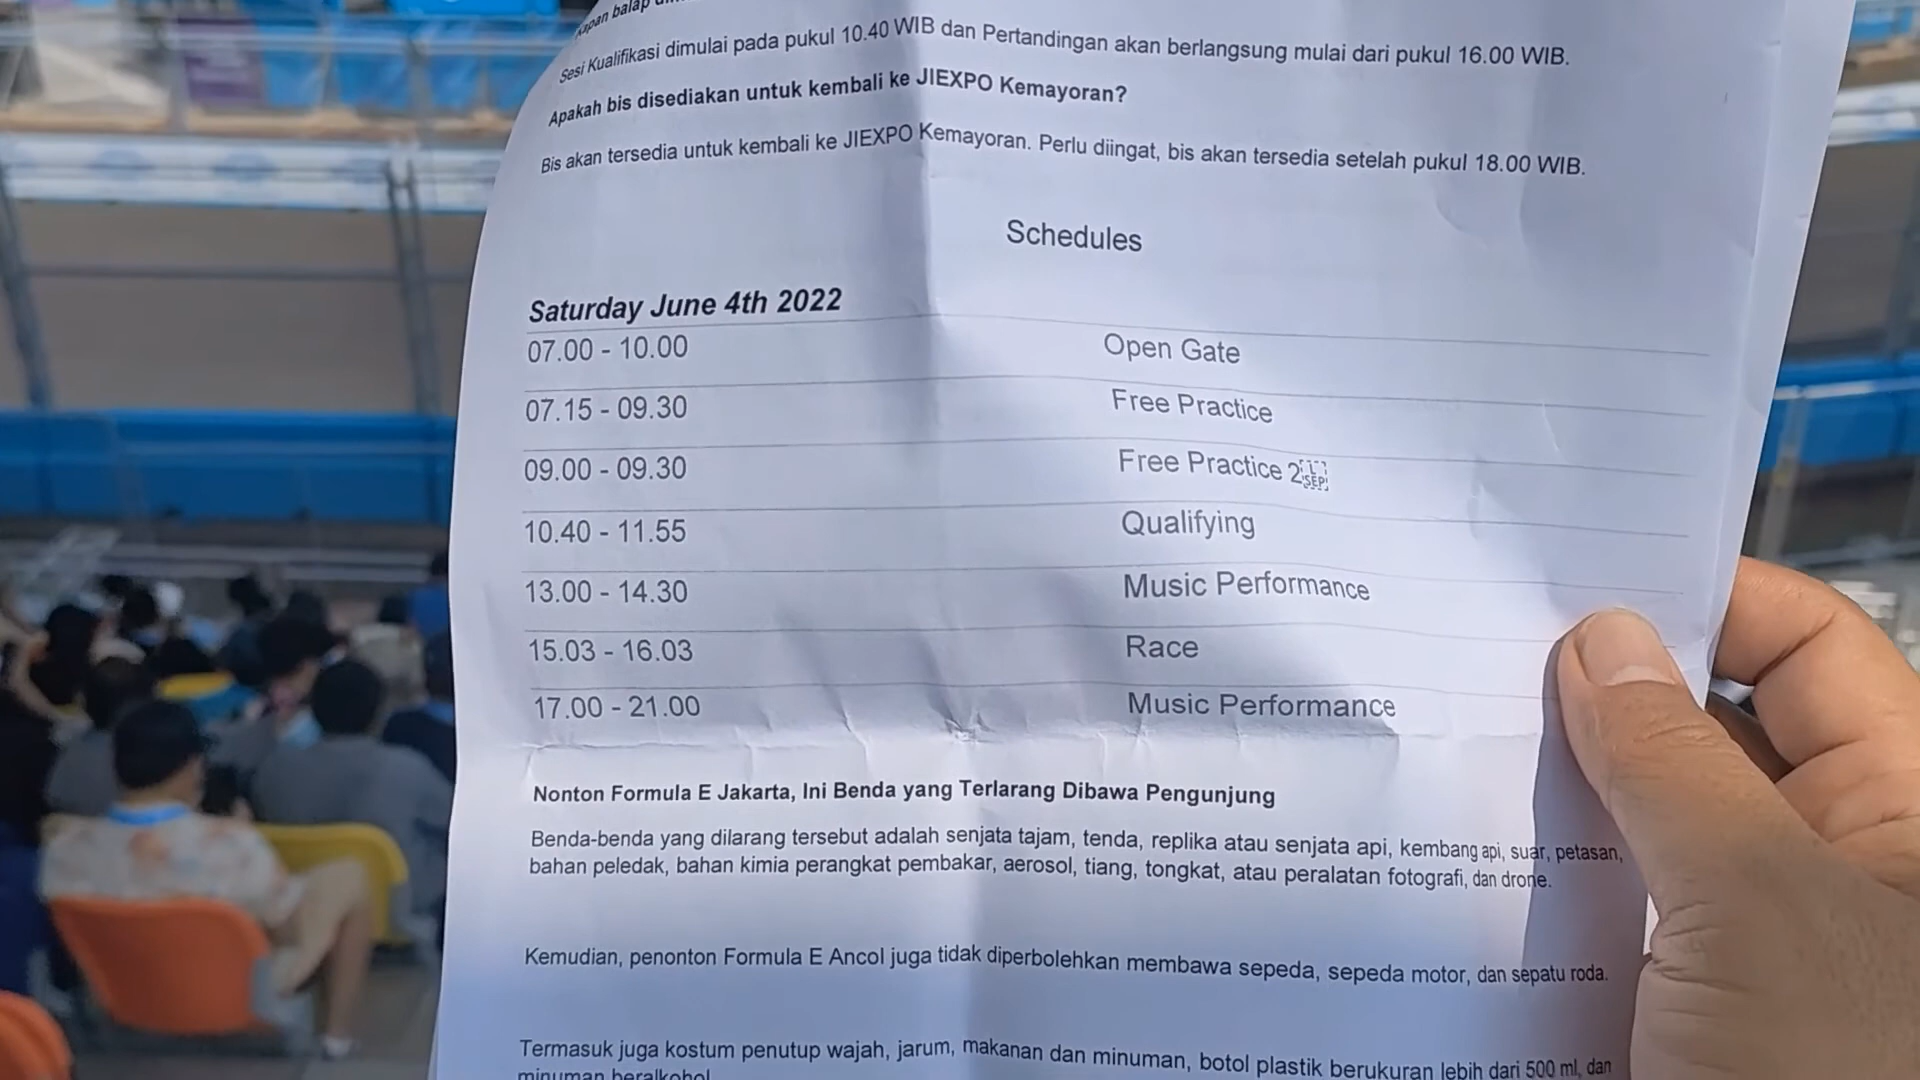 balap
Sesi Kualifikasi dimulai pada pukul 10.40 WIB dan Pertandingan akan berlangsung mulai dari pukul 16.00 WIB.
Apakah bis disediakan untuk kembali ke JIEXPO Kemayoran?
Bis akan tersedia untuk kembali ke JIEXPO Kemayoran. Perlu diingat, bis akan tersedia setelah pukul 18.00 WIB.
Schedules
Saturday June 4th 2022
07.00 - 10.00 Open Gate
07.15 - 09.30 Free Practice
09.00 - 09.30 Free Practice 2 L SEP
10.40 - 11.55 Qualifying
13.00 - 14.30 Music Performance
15.03 - 16.03 Race
17.00 - 21.00 Music Performance
Nonton Formula E Jakarta, Ini Benda yang Terlarang Dibawa Pengunjung
Benda-benda yang dilarang tersebut adalah senjata tajam, tenda, replika atau senjata api, kembang api, suar, petasan,
bahan peledak, bahan kimia perangkat pembakar, aerosol, tiang, tongkat, atau peralatan fotografi, dan drone.
Kemudian, penonton Formula E Ancol juga tidak diperbolehkan membawa sepeda, sepeda motor, dan sepatu roda.
Termasuk juga kostum penutup wajah, jarum, makanan dan minuman, botol plastik berukuran lebih dari 500 ml, dan
minuman beralkohol